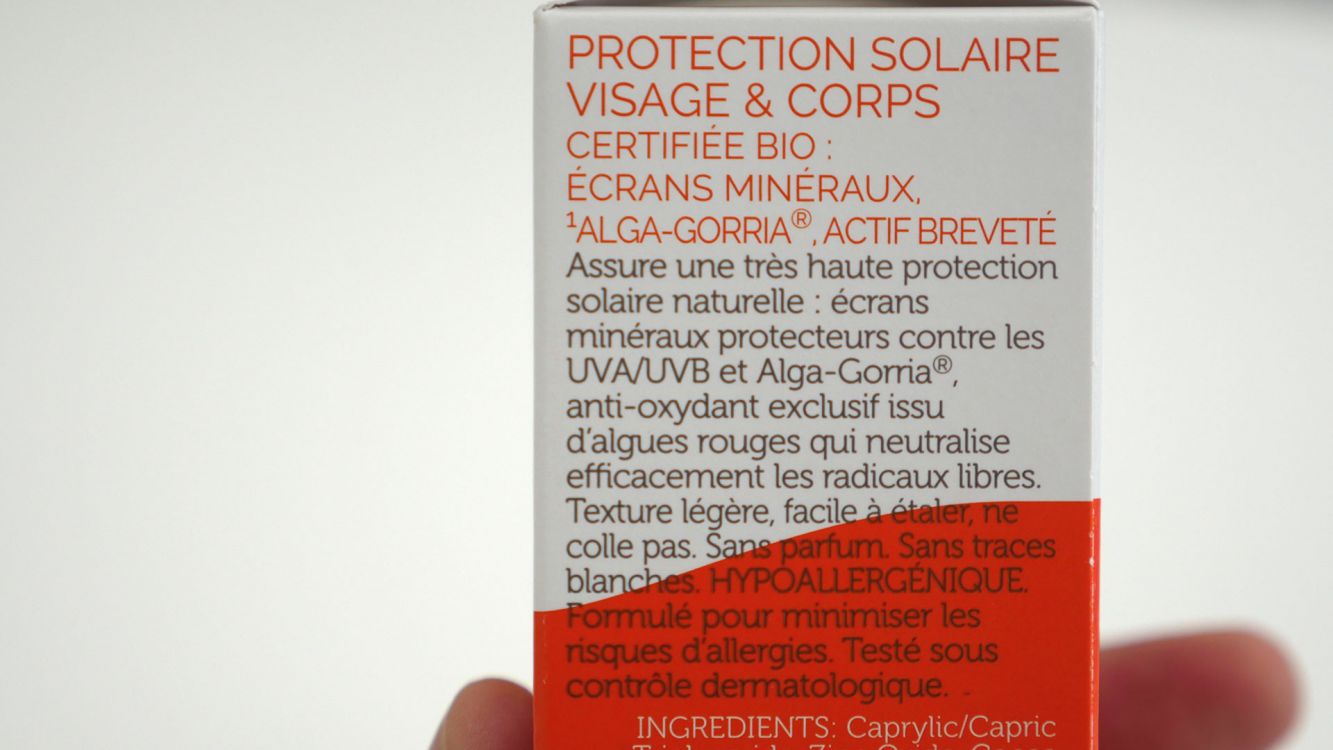 PROTECTION SOLAIRE
VISAGE & CORPS
CERTIFIÉE BIO :
ÉCRANS MINÉRAUX,
¹ALGA-GORRIA®, ACTIF BREVETÉ
Assure une très haute protection
solaire naturelle : écrans
minéraux protecteurs contre les
UVA/UVB et Alga-Gorria®,
anti-oxydant exclusif issu
d'algues rouges qui neutralise
efficacement les radicaux libres.
Texture légère, facile à étaler, ne
colle pas. Sans parfum. Sans traces
blanches. HYPOALLERGÉNIQUE.
Formulé pour minimiser les
risques d'allergies. Testé sous
contrôle dermatologique.
INGREDIENTS: Caprylic/Capric